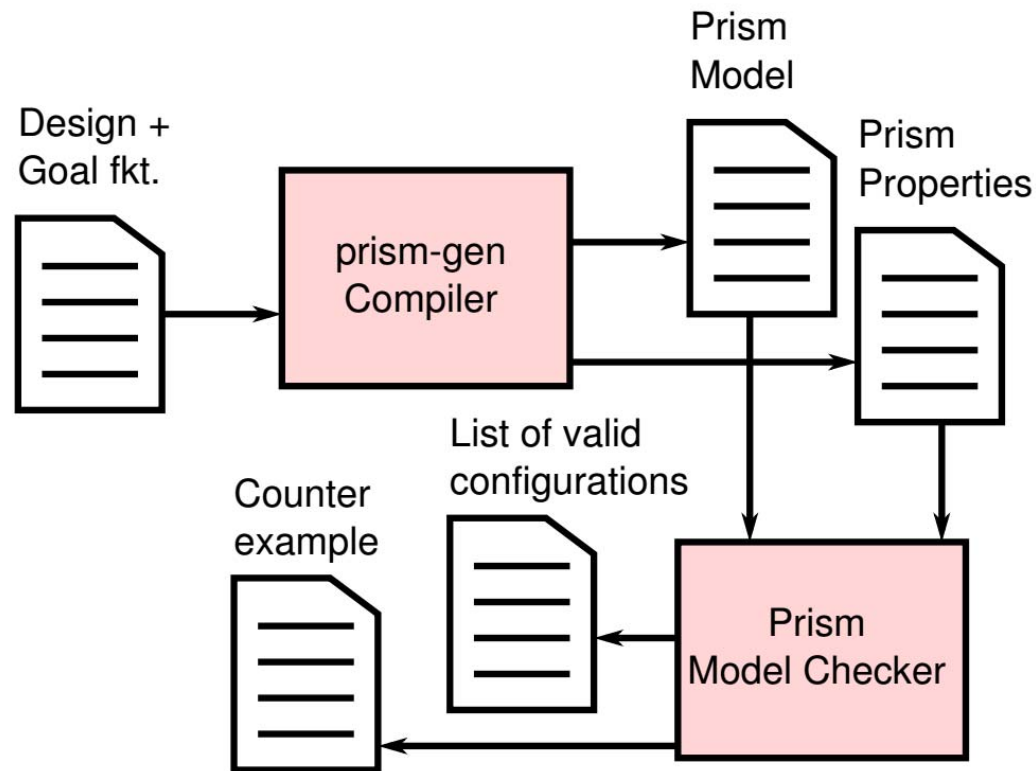 Design +
Goal fkt.
prism-gen
Compiler
Prism
Model
Prism
Properties
List of valid
configurations
Counter
example
Prism
Model Checker